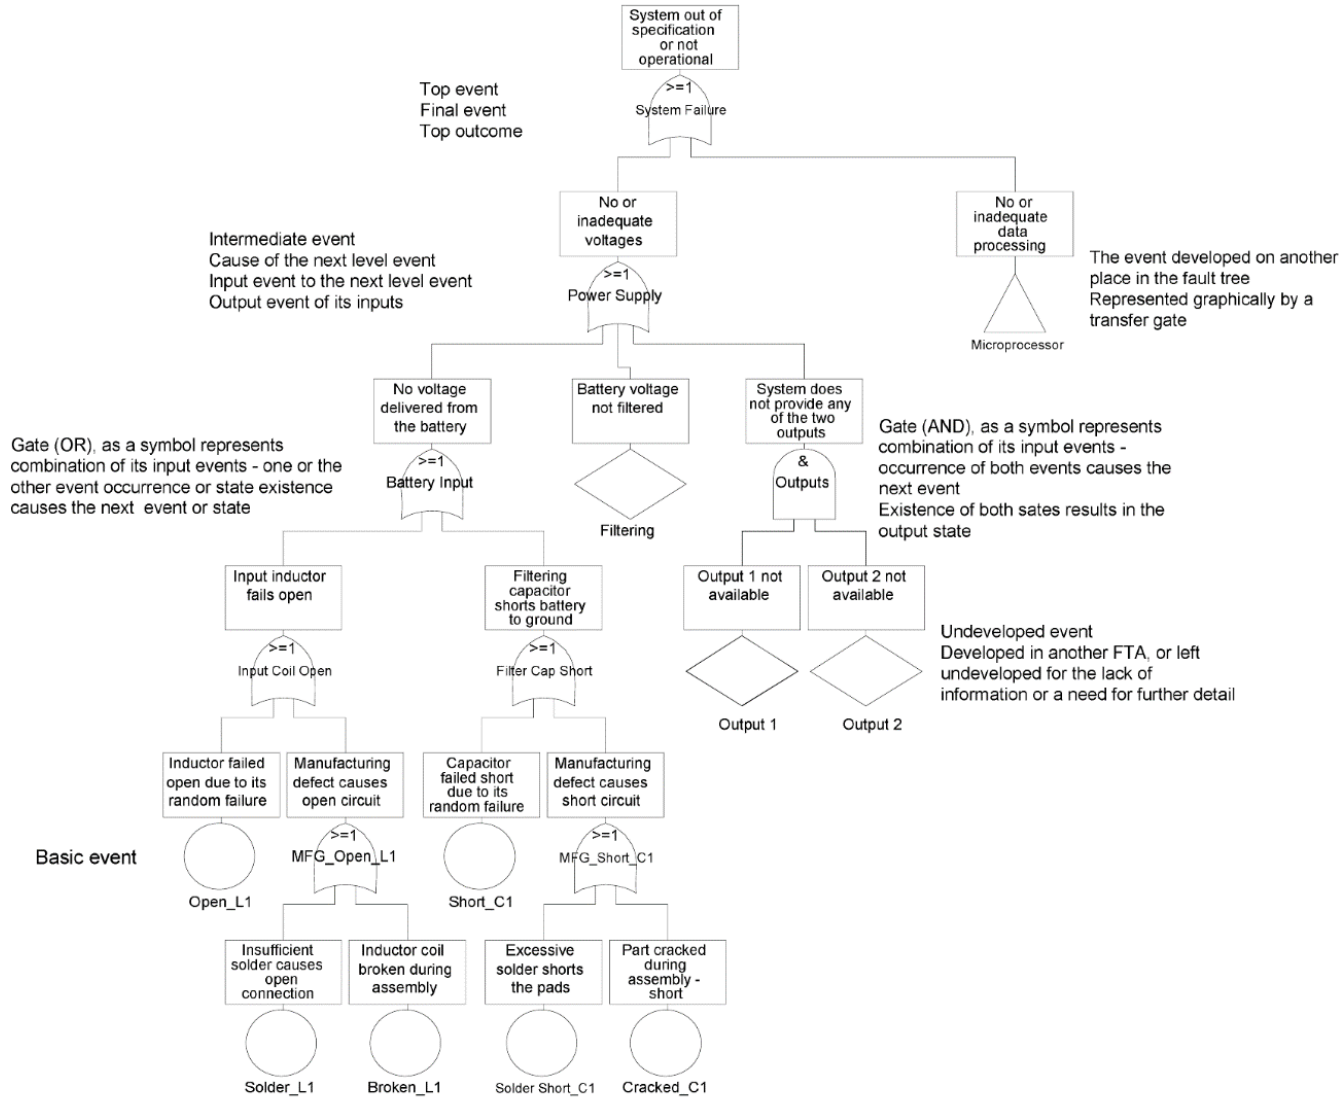 System out of
specification
or not
operational
Top event
Final event
Top outcome
>=1
System Failure
No or
inadequate
voltages
No or
inadequate
data
processing
Intermediate event
Cause of the next level event
Input event to the next level event
Output event of its inputs
>=1
Power Supply
The event developed on another
place in the fault tree
Represented graphically by a
transfer gate
Microprocessor
No voltage
delivered from
the battery
Battery voltage
not filtered
System does
not provide any
of the two
outputs
Gate (OR), as a symbol represents
combination of its input events - one or the
other event occurrence or state existence
causes the next event or state
>=1
Battery Input
Filtering
&
Outputs
Gate (AND), as a symbol represents
combination of its input events -
occurrence of both events causes the
next event
Existence of both sates results in the
output state
Input inductor
fails open
Filtering
capacitor
shorts battery
to ground
Output 1 not
available
Output 2 not
available
>=1
Input Coil Open
>=1
Filter Cap Short
Output 1
Output 2
Undeveloped event
Developed in another FTA, or left
undeveloped for the lack of
information or a need for further detail
Inductor failed
open due to its
random failure
Manufacturing
defect causes
open circuit
Capacitor
failed short
due to its
random failure
Manufacturing
defect causes
short circuit
Basic event
Open_L1
>=1
MFG_Open_L1
Short_C1
>=1
MFG_Short_C1
Insufficient
solder causes
open
connection
Inductor coil
broken during
assembly
Excessive
solder shorts
the pads
Part cracked
during
assembly -
short
Solder_L1
Broken_L1
Solder Short_C1
Cracked_C1